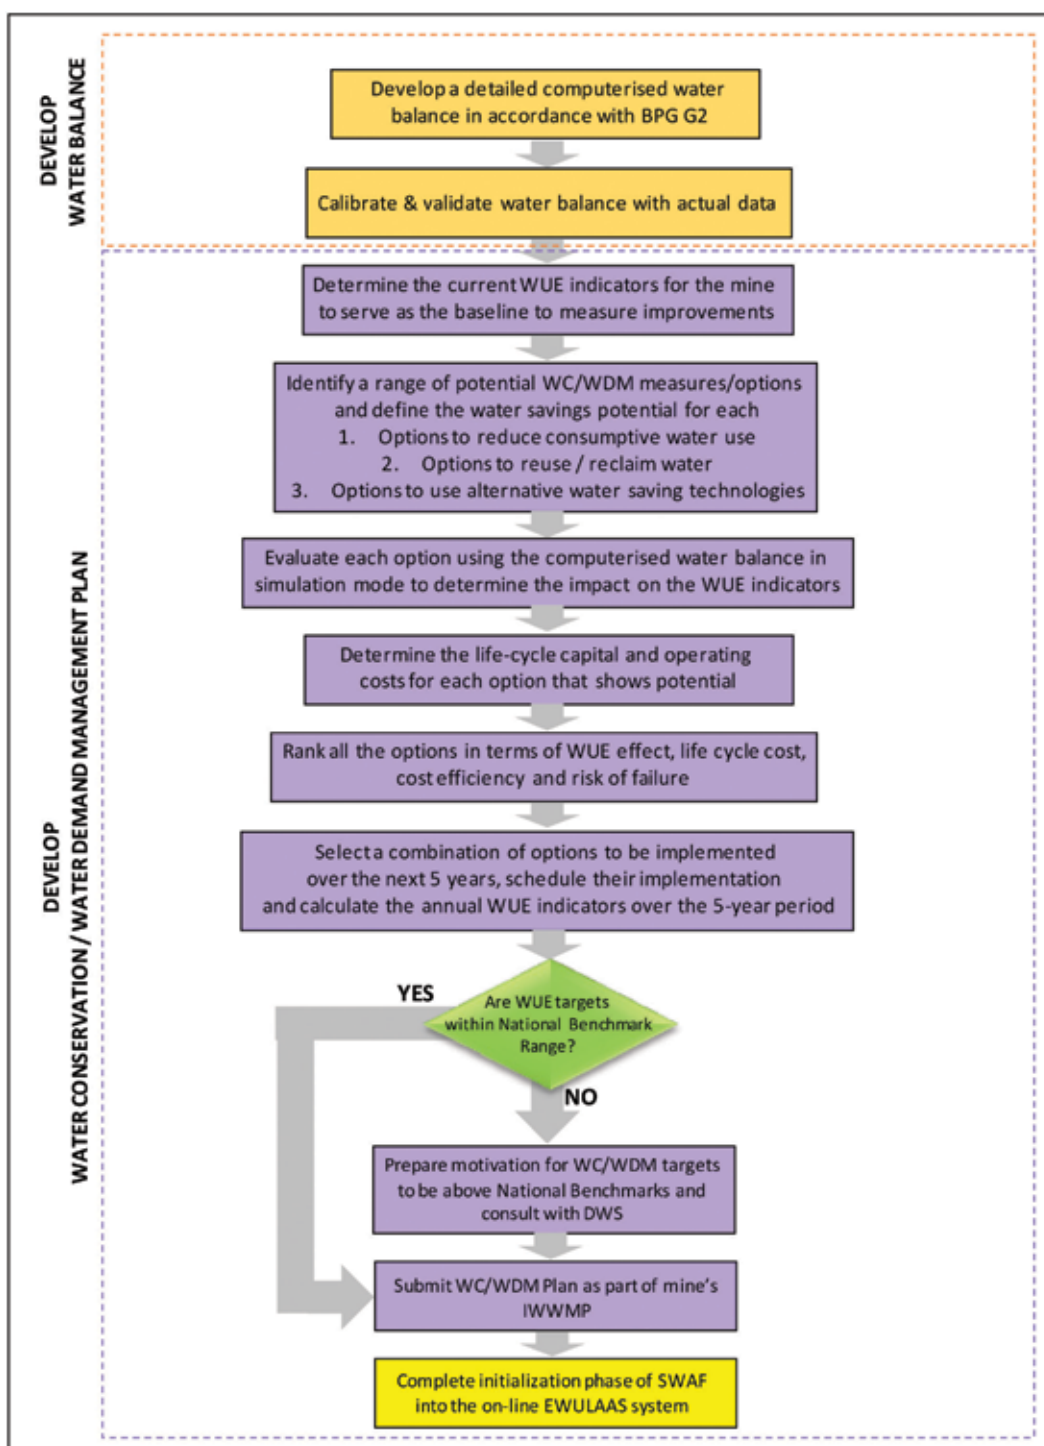 DEVELOP
WATER BALANCE
Develop a detailed computerised water
balance in accordance with BPG G2
Calibrate & validate water balance with actual data
DEVELOP
WATER CONSERVATION / WATER DEMAND MANAGEMENT PLAN
Determine the current WUE indicators for the mine
to serve as the baseline to measure improvements
Identify a range of potential WC/WDM measures/options
and define the water savings potential for each
1. Options to reduce consumptive water use
2. Options to reuse / reclaim water
3. Options to use alternative water saving technologies
Evaluate each option using the computerised water balance in
simulation mode to determine the impact on the WUE indicators
Determine the life-cycle capital and operating
costs for each option that shows potential
Rank all the options in terms of WUE effect, life cycle cost,
cost efficiency and risk of failure
Select a combination of options to be implemented
over the next 5 years, schedule their implementation
and calculate the annual WUE indicators over the 5-year period
YES
Are WUE targets
within National Benchmark
Range?
NO
Prepare motivation for WC/WDM targets
to be above National Benchmarks and
consult with DWS
Submit WC/WDM Plan as part of mine's
IWWMP
Complete initialization phase of SWAF
into the on-line EWULAAS system